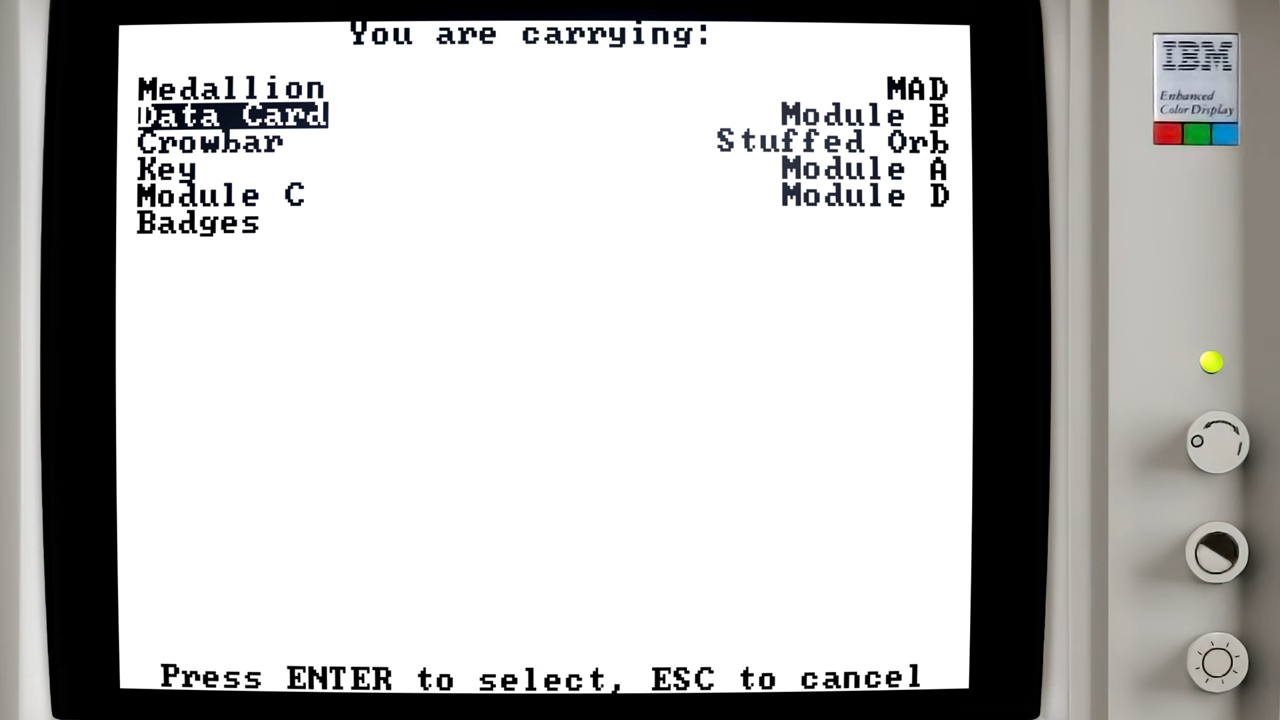 You are carrying:
Medallion MAD
Data Card Module B
Crowbar Stuffed Orb
Key Module A
Module C Module D
Badges
Press ENTER to select, ESC to cancel
IBM
Enhanced
Color Display